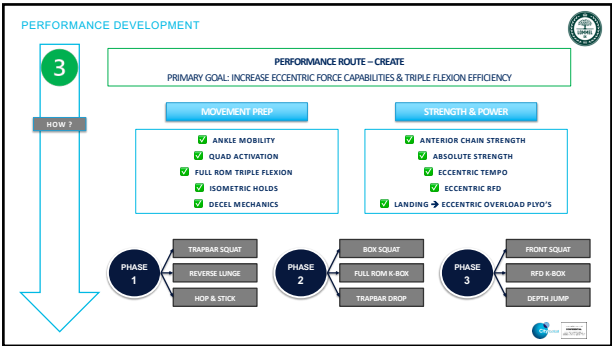 PERFORMANCE DEVELOPMENT
LOMMEL
3
PERFORMANCE ROUTE – CREATE
PRIMARY GOAL: INCREASE ECCENTRIC FORCE CAPABILITIES & TRIPLE FLEXION EFFICIENCY
HOW ?
MOVEMENT PREP
STRENGTH & POWER
✅ ANKLE MOBILITY
✅ QUAD ACTIVATION
✅ FULL ROM TRIPLE FLEXION
✅ ISOMETRIC HOLDS
✅ DECEL MECHANICS
✅ ANTERIOR CHAIN STRENGTH
✅ ABSOLUTE STRENGTH
✅ ECCENTRIC TEMPO
✅ ECCENTRIC RFD
✅ LANDING → ECCENTRIC OVERLOAD PLYO'S
PHASE
1
TRAPBAR SQUAT
REVERSE LUNGE
HOP & STICK
PHASE
2
BOX SQUAT
FULL ROM K-BOX
TRAPBAR DROP
PHASE
3
FRONT SQUAT
RFD K-BOX
DEPTH JUMP